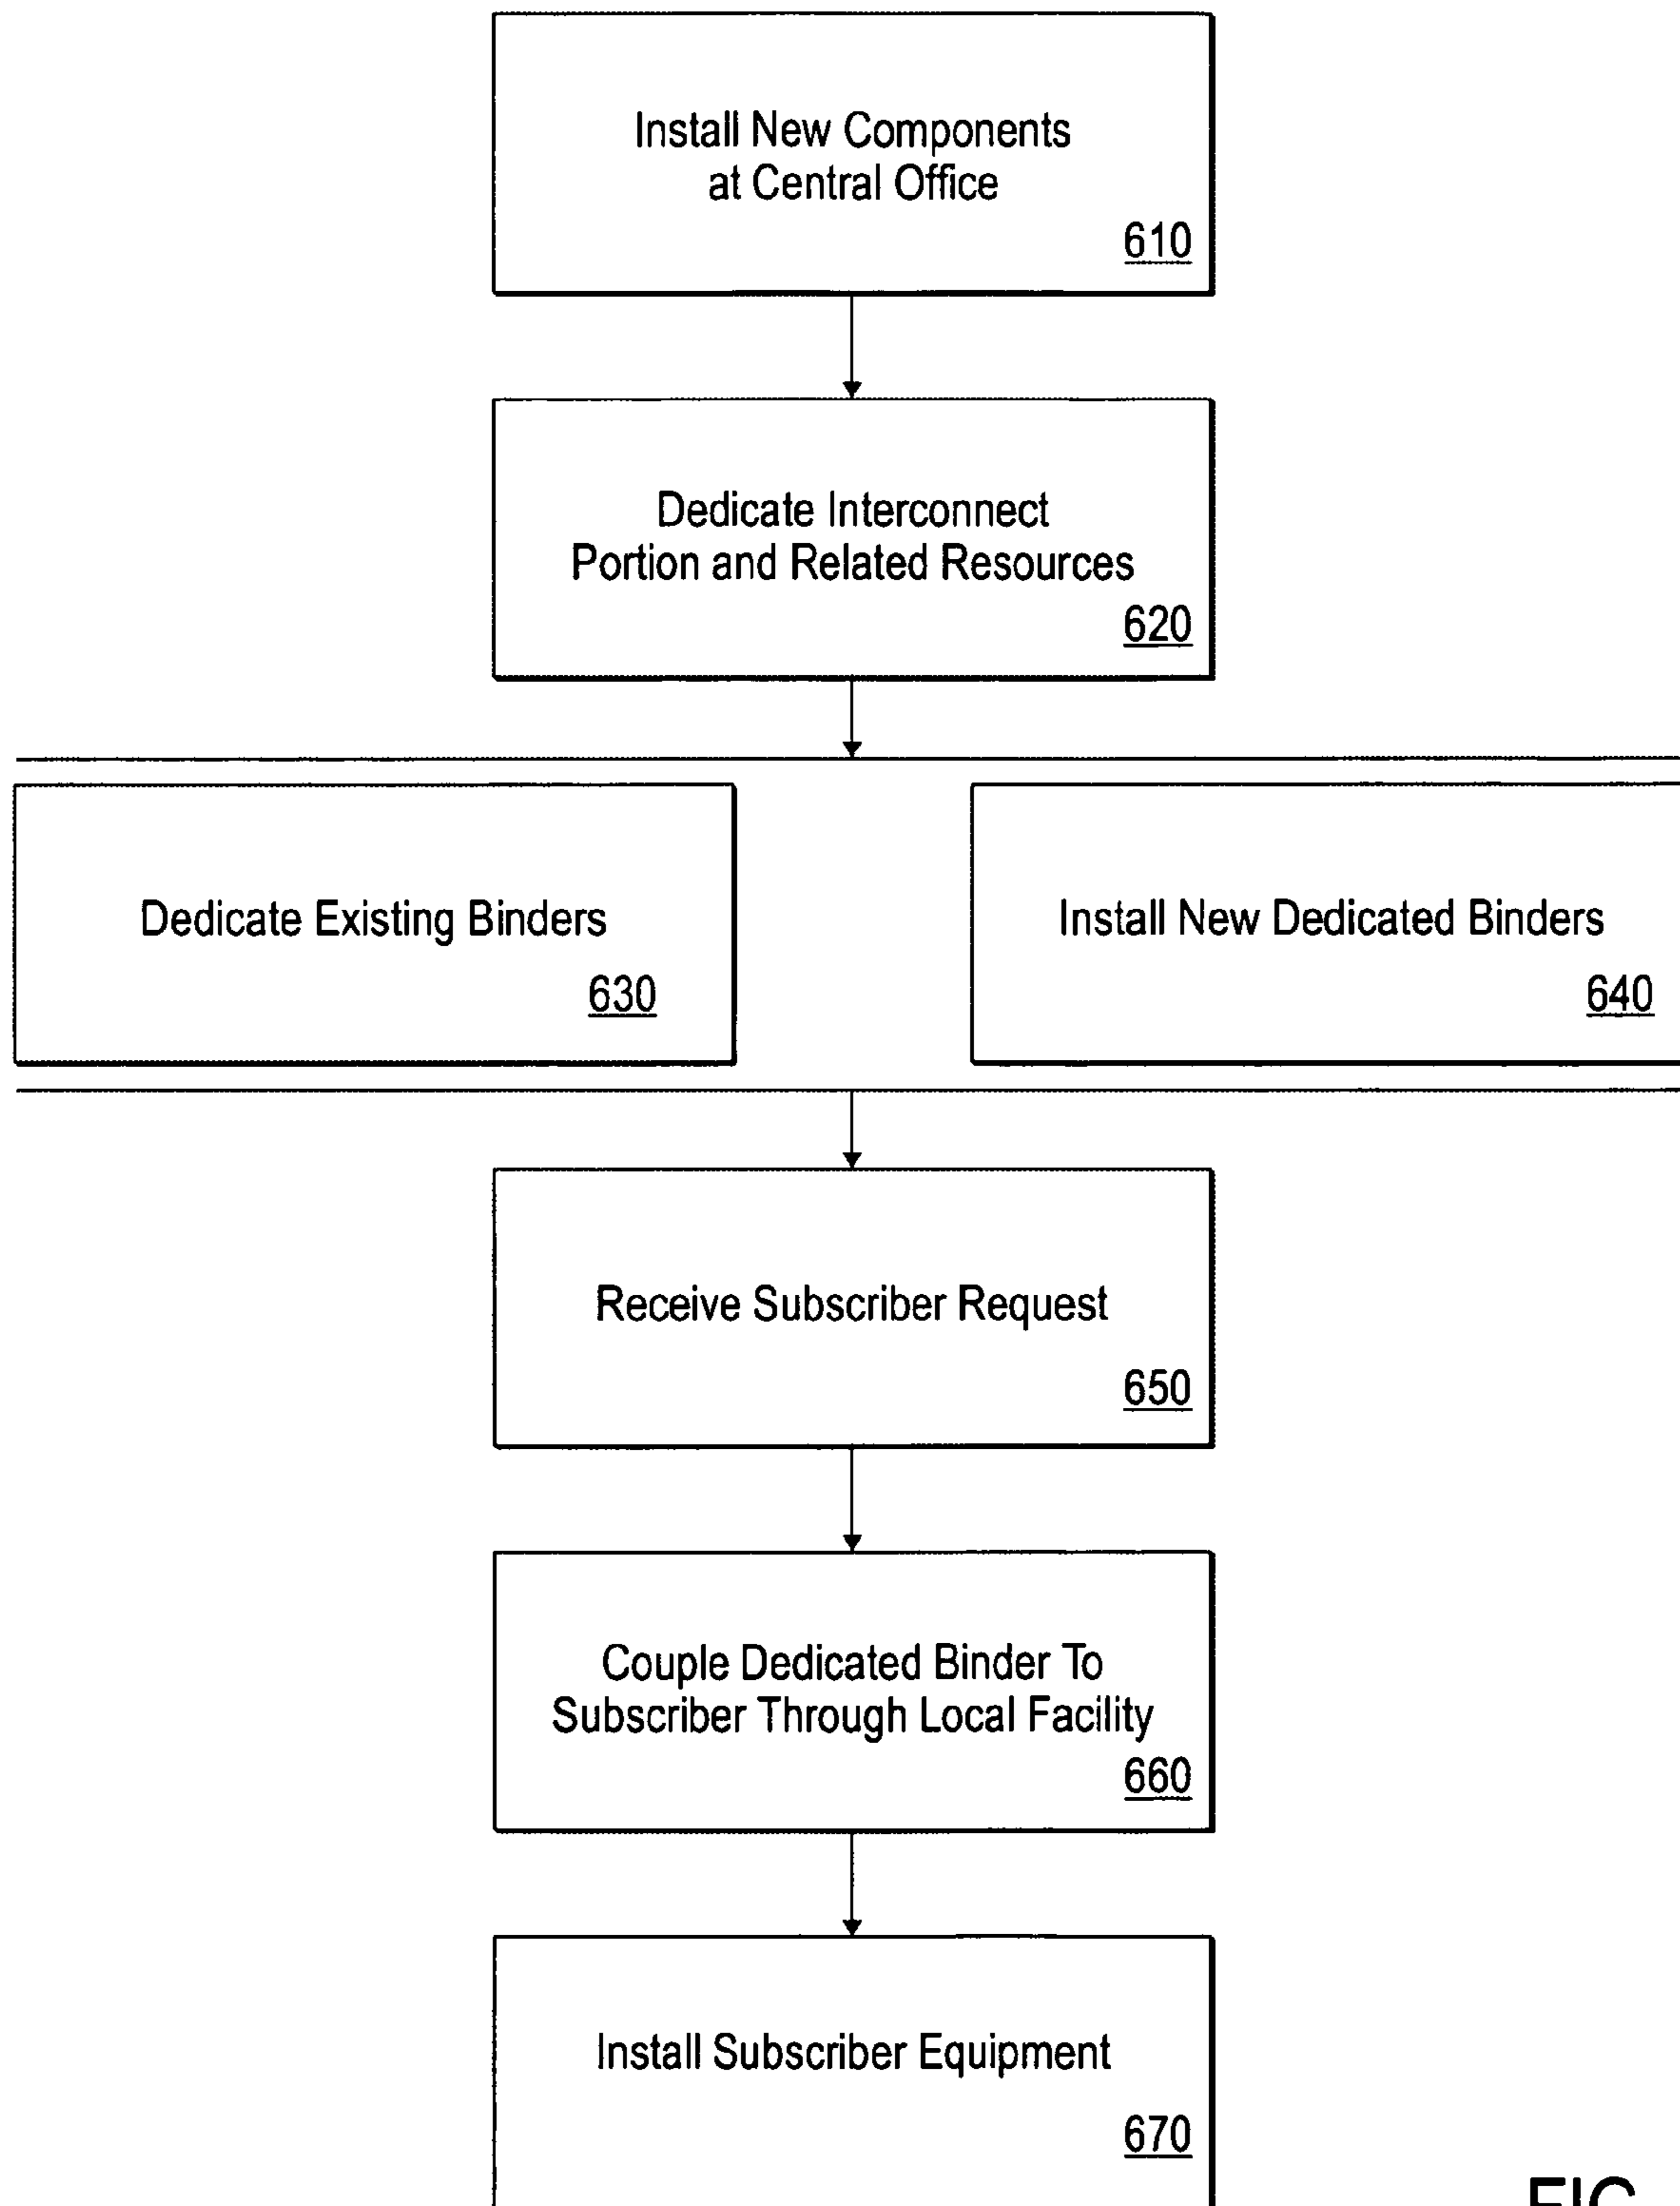 Install New Components
at Central Office
610
Dedicate Interconnect
Portion and Related Resources
620
Dedicate Existing Binders
630
Install New Dedicated Binders
640
Receive Subscriber Request
650
Couple Dedicated Binder To
Subscriber Through Local Facility
660
Install Subscriber Equipment
670